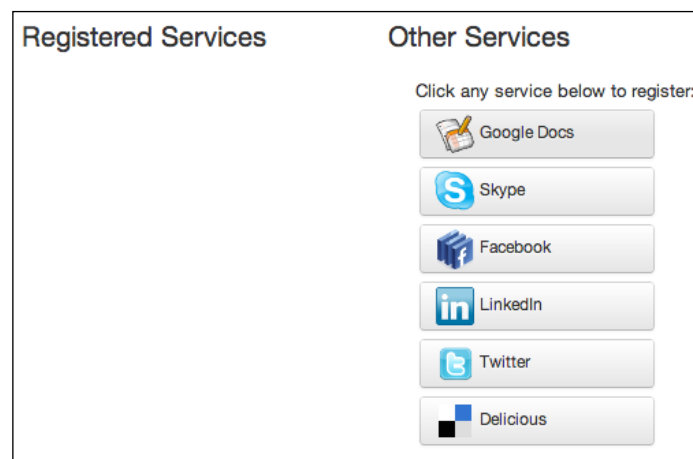 Registered Services
Other Services
Click any service below to register:
Google Docs
Skype
Facebook
LinkedIn
Twitter
Delicious